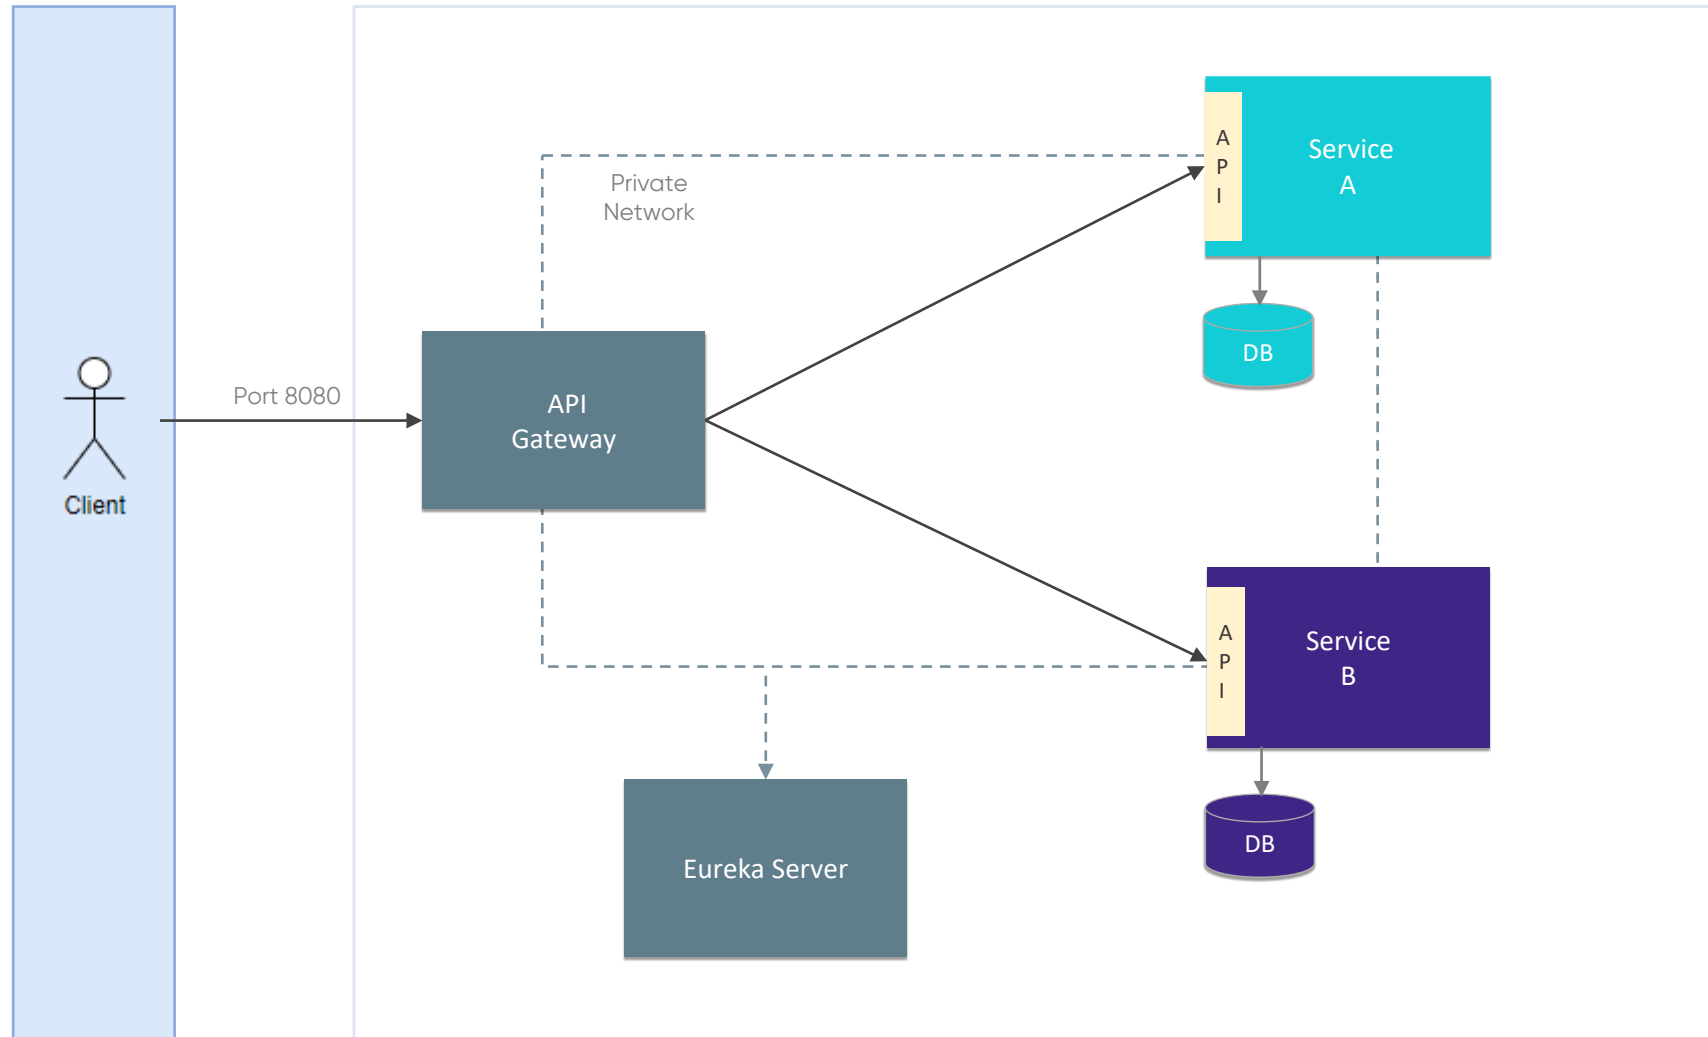 A
P
I
Service
A
Private
Network
DB
Port 8080
API
Gateway
Client
A
P
I
Service
B
DB
Eureka Server